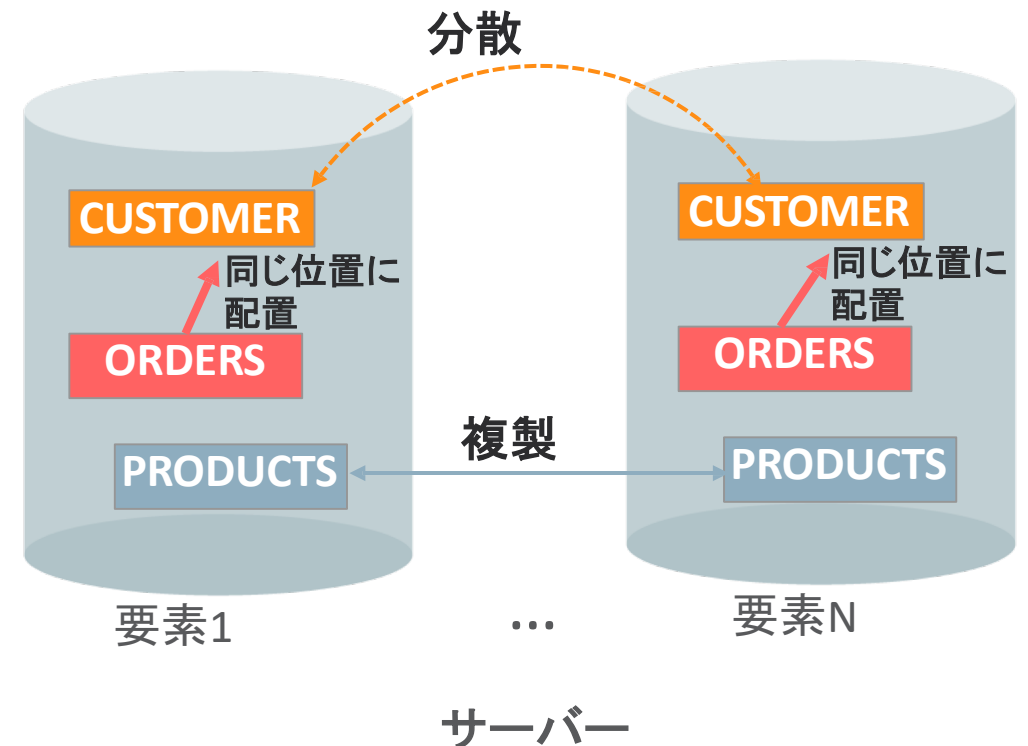 分散
CUSTOMER
同じ位置に
配置
ORDERS
PRODUCTS
複製
CUSTOMER
同じ位置に
配置
ORDERS
PRODUCTS
要素1
...
要素N
サーバー